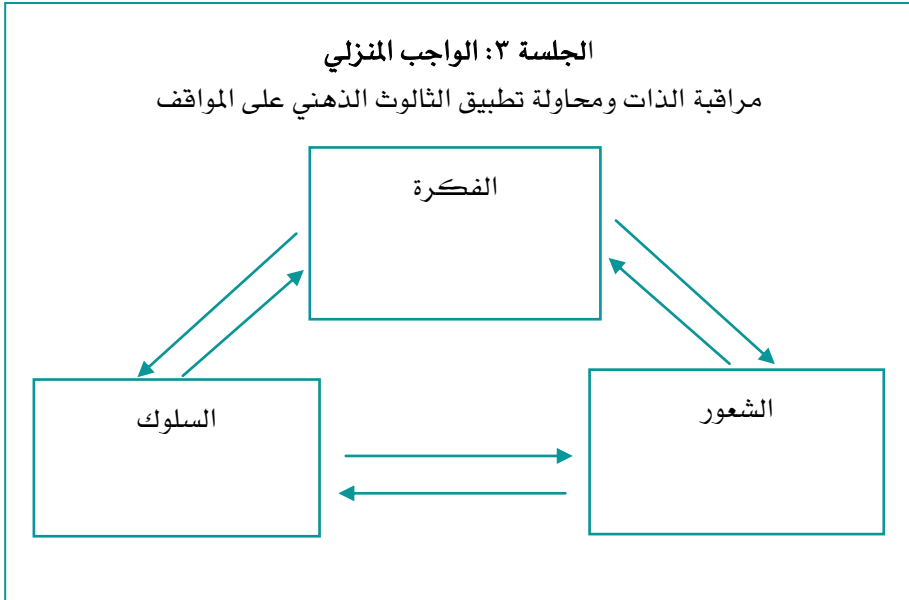 الجلسة ٣: الواجب المنزلي
مراقبة الذات ومحاولة تطبيق الثالوث الذهني على المواقف
الفكرة
الشعور
السلوك